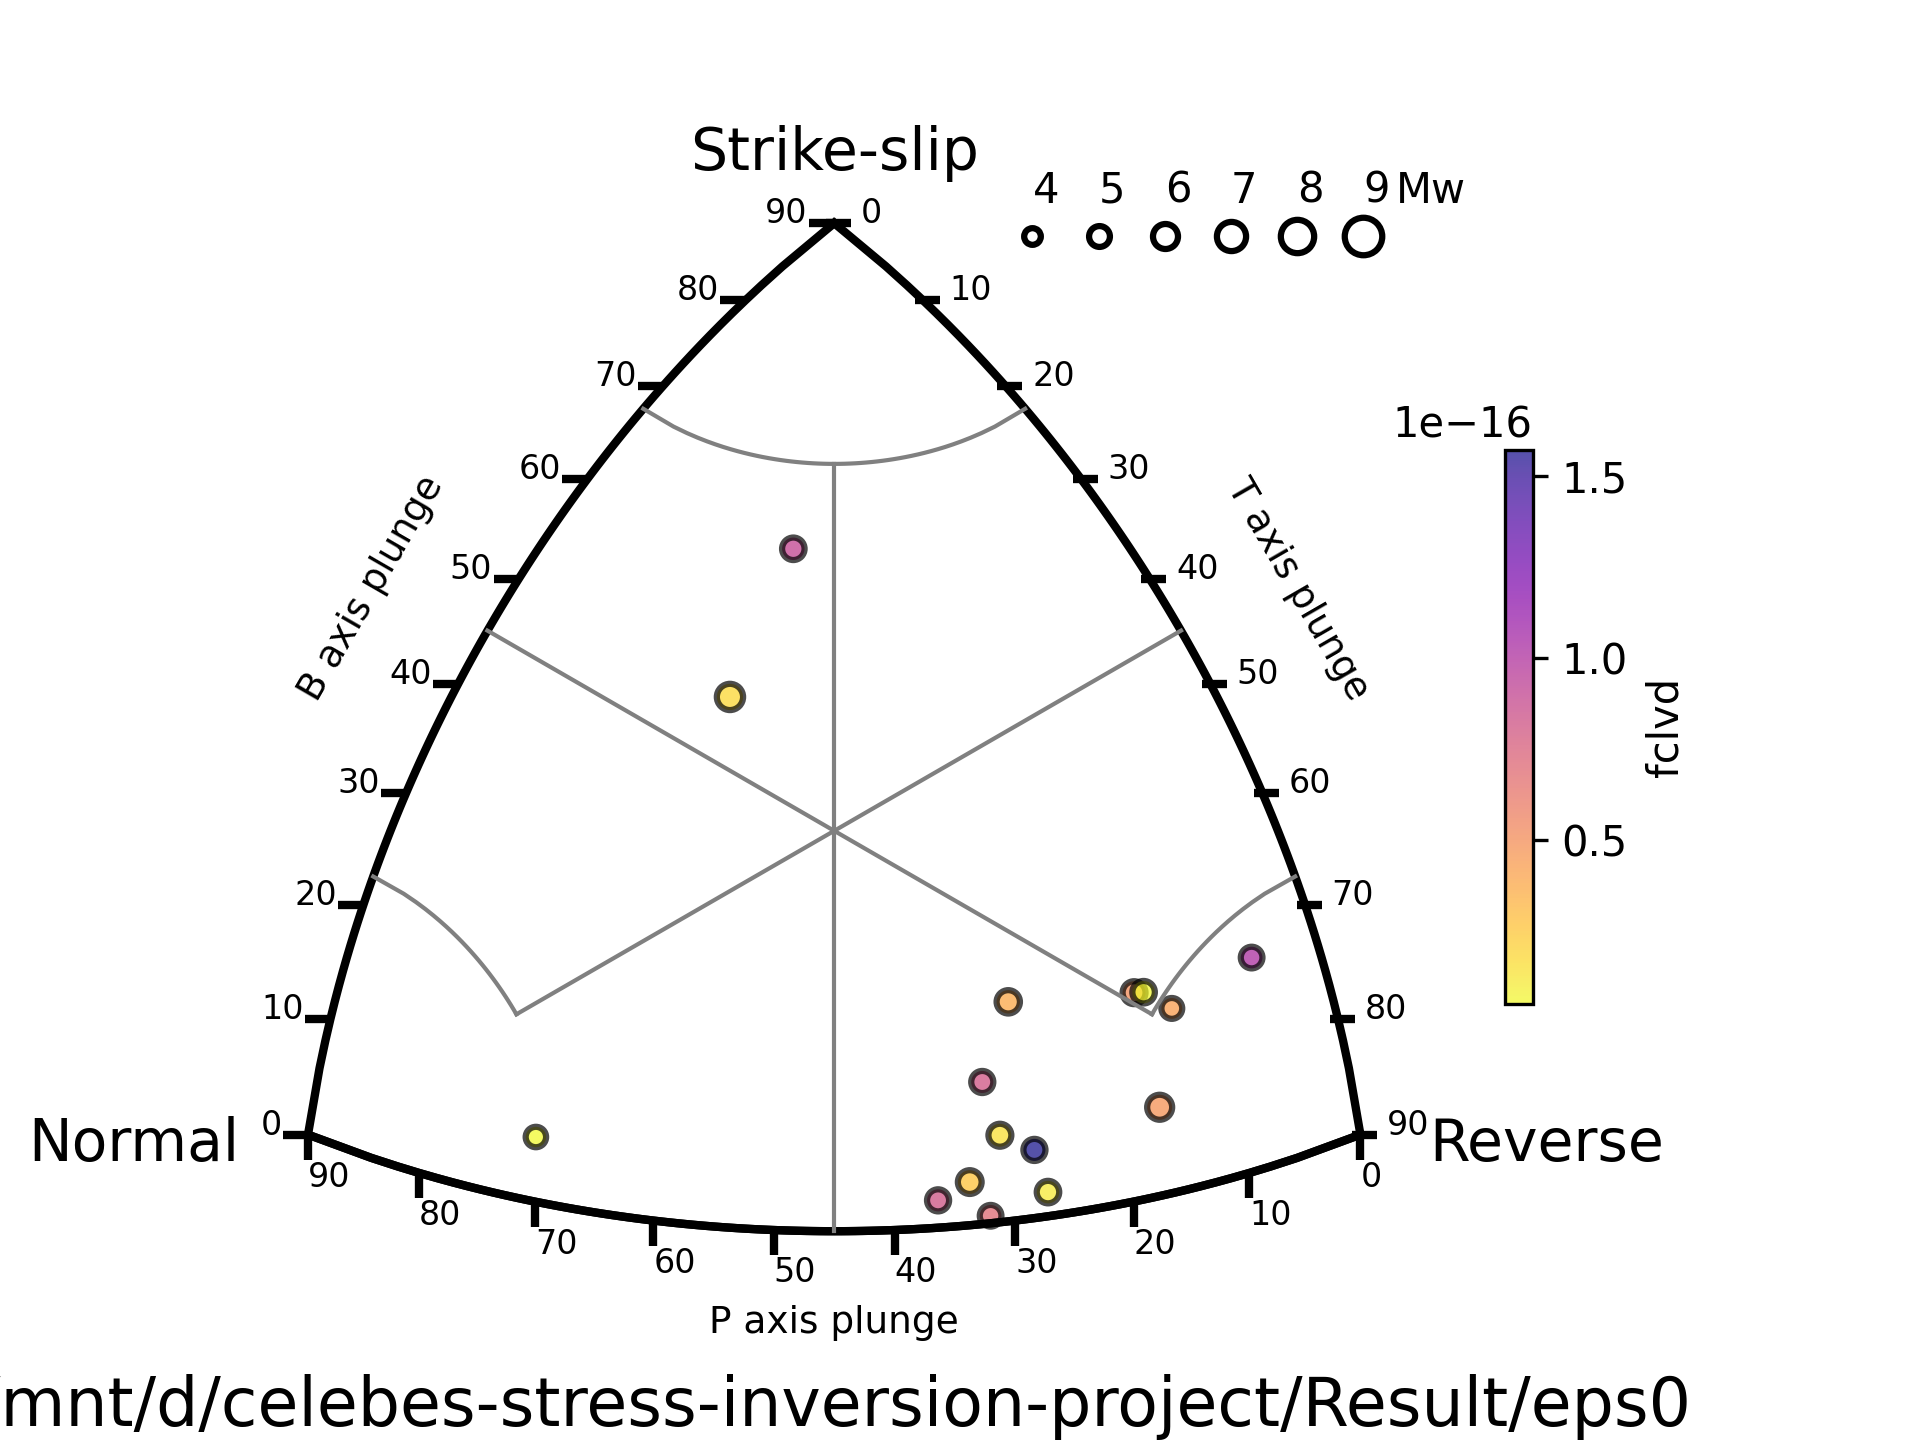 Strike-slip
4 5 6 7 8 9 Mw
90 0
80 10
70 20
60 30
50 40
40 50
30 60
20 70
10 80
0 90
B axis plunge
T axis plunge
1e−16
1.5
1.0
0.5
fclvd
Normal
Reverse
90 80 70 60 50 40 30 20 10 0
P axis plunge
mnt/d/celebes-stress-inversion-project/Result/eps0